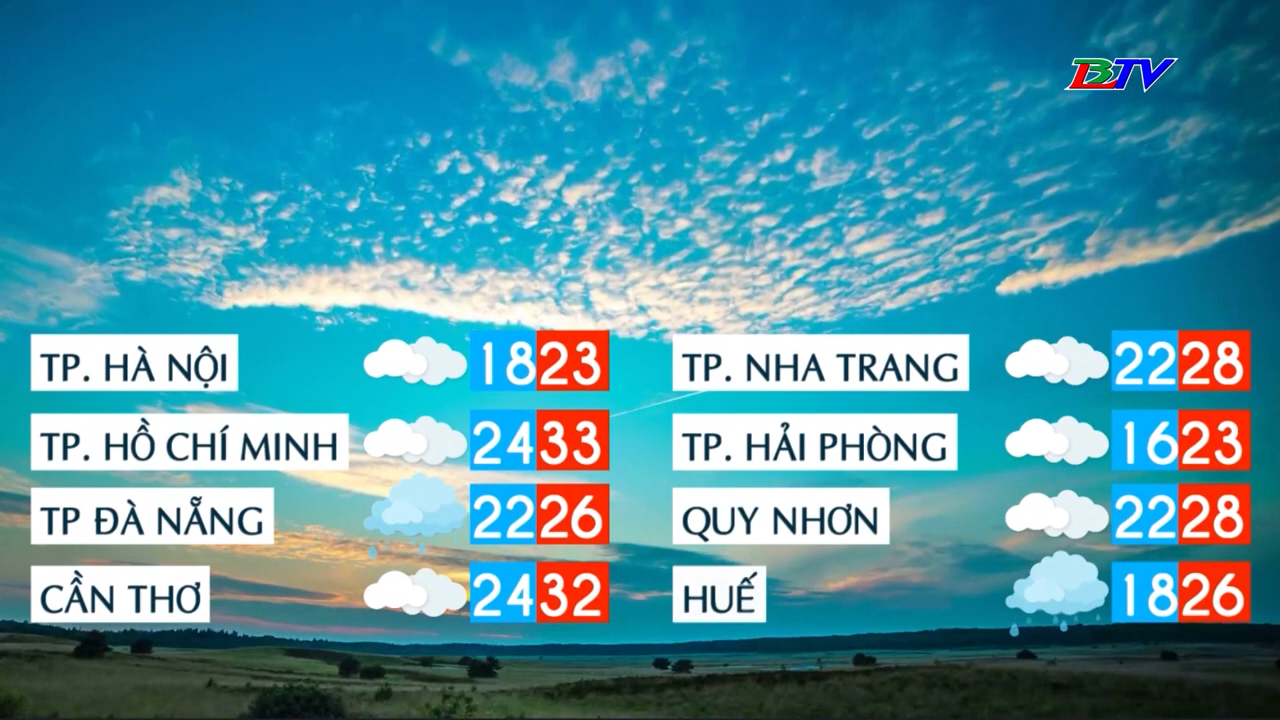 BTV
TP. HÀ NỘI 18 23
TP. HỒ CHÍ MINH 24 33
TP ĐÀ NẴNG 22 26
CẦN THƠ 24 32
TP. NHA TRANG 22 28
TP. HẢI PHÒNG 16 23
QUY NHƠN 22 28
HUẾ 18 26